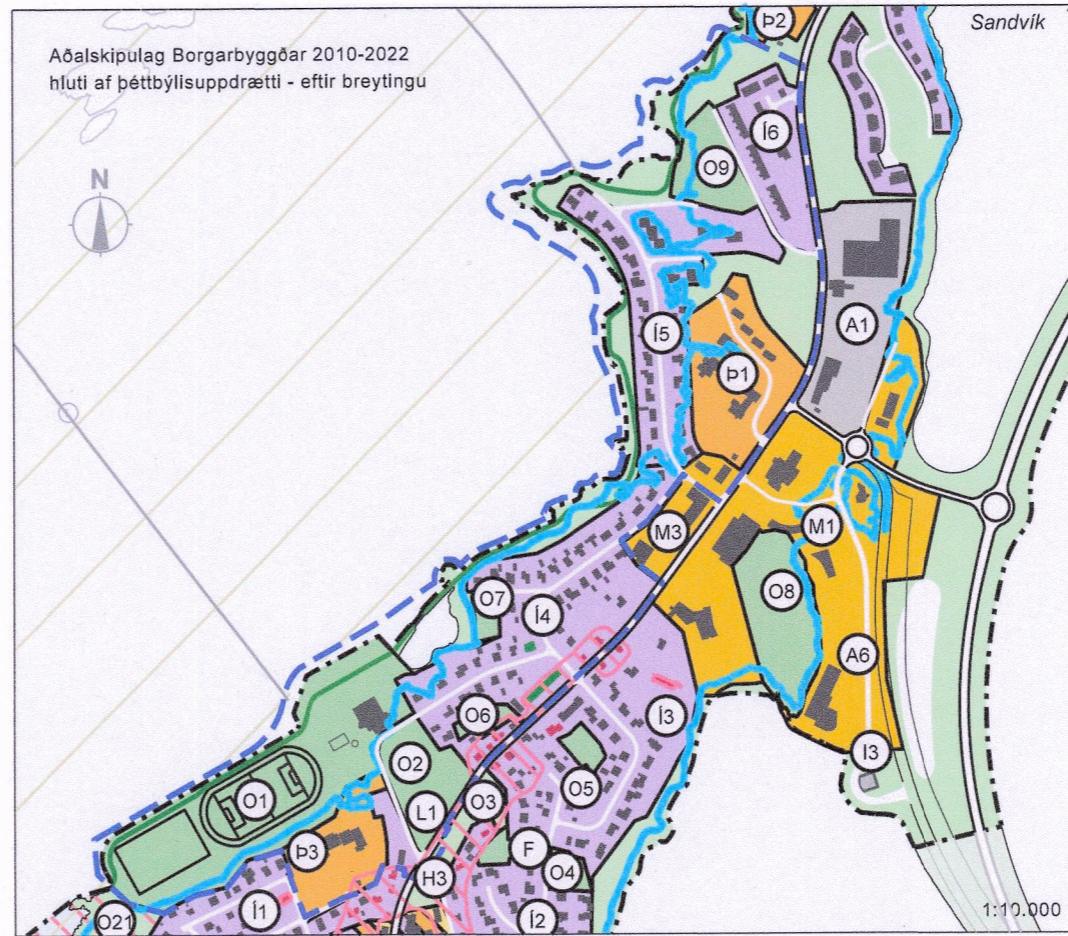 Aðalskipulag Borgarbyggðar 2010-2022
hluti af þéttbýlisuppdrætti - eftir breytingu
Sandvík
N
Þ2
Í6
O9
Í5
A1
Þ1
M3
M1
O7
Í4
O8
A6
O6
Í3
O2
I3
O1
O5
L1
O3
Þ3
F
O4
H3
Í1
O21
Í2
1:10.000